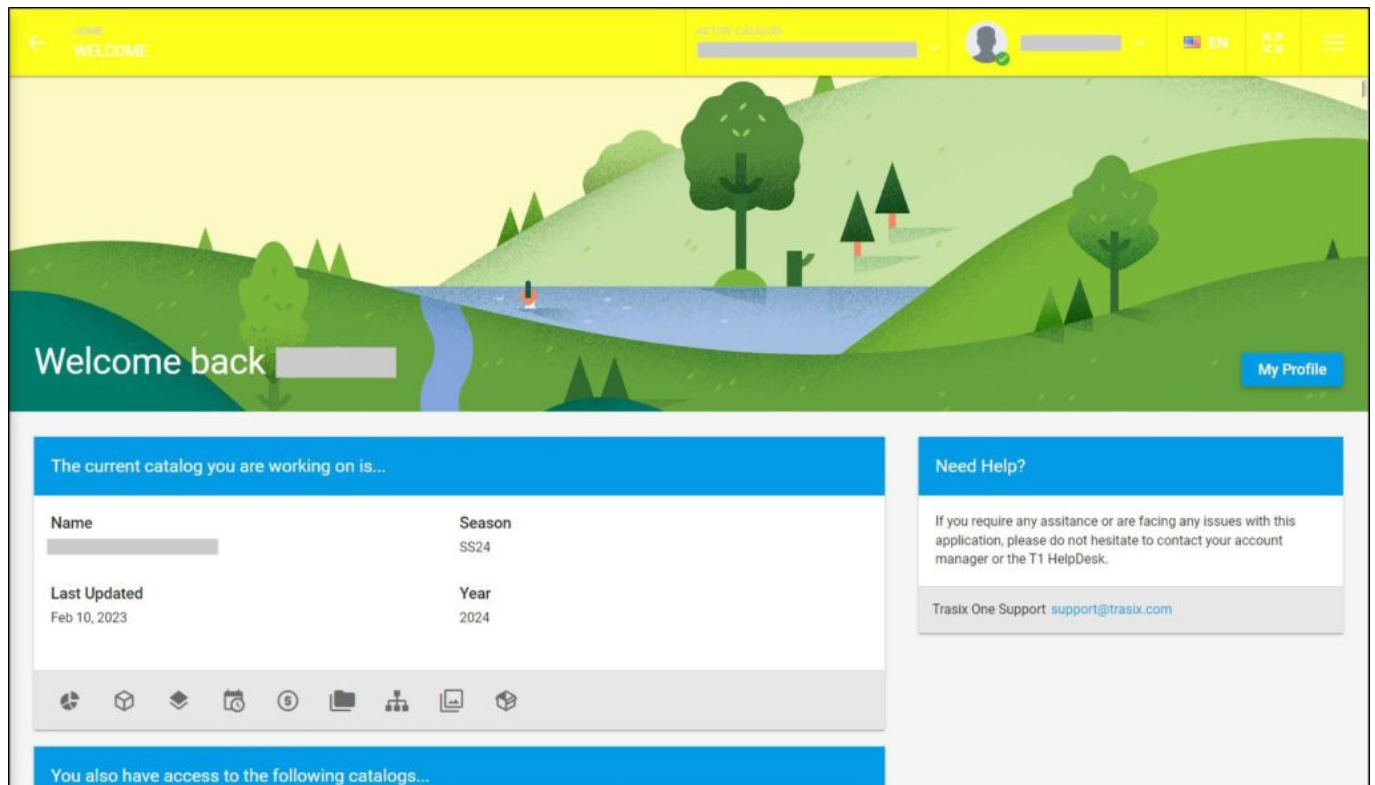 HOME
WELCOME
ACTIVE CATALOG
EN
Welcome back
My Profile
The current catalog you are working on is...
Name
Season
SS24
Last Updated
Feb 10, 2023
Year
2024
You also have access to the following catalogs...
Need Help?
If you require any assitance or are facing any issues with this
application, please do not hesitate to contact your account
manager or the T1 HelpDesk.
Trasix One Support support@trasix.com